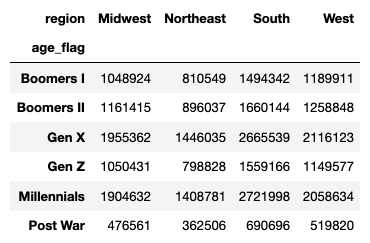 region Midwest Northeast South West
age_flag
Boomers I 1048924 810549 1494342 1189911
Boomers II 1161415 896037 1660144 1258848
Gen X 1955362 1446035 2665539 2116123
Gen Z 1050431 798828 1559166 1149577
Millennials 1904632 1408781 2721998 2058634
Post War 476561 362506 690696 519820